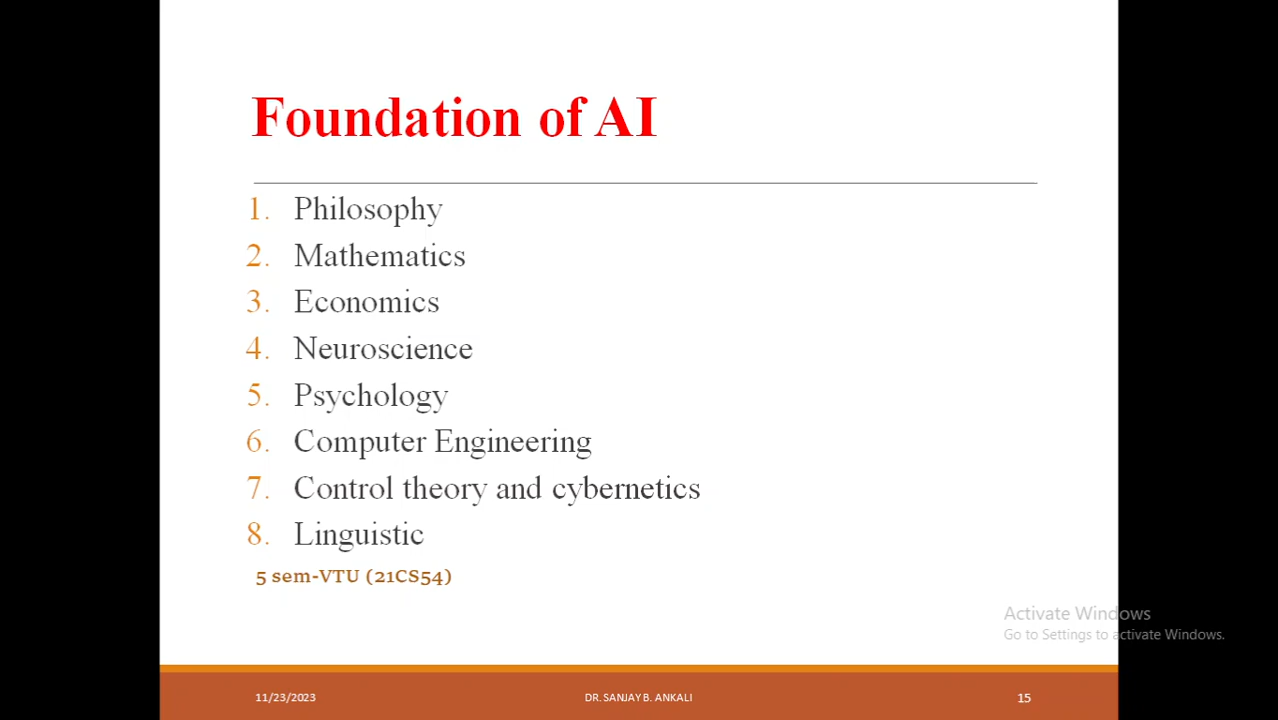 Foundation of AI
1. Philosophy
2. Mathematics
3. Economics
4. Neuroscience
5. Psychology
6. Computer Engineering
7. Control theory and cybernetics
8. Linguistic
5 sem-VTU (21CS54)
Activate Windows
Go to Settings to activate Windows.
11/23/2023 DR. SANJAY B. ANKALI 15